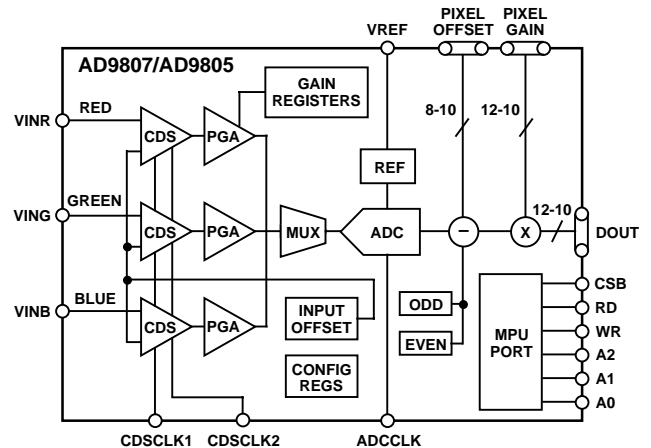 VREF
PIXEL
OFFSET
PIXEL
GAIN
AD9807/AD9805
GAIN
REGISTERS
8-10
12-10
VINR
RED
CDS
PGA
REF
VING
GREEN
CDS
PGA
MUX
ADC
–
X
12-10
DOUT
VINB
BLUE
CDS
PGA
INPUT
OFFSET
ODD
EVEN
CONFIG
REGS
MPU
PORT
CSB
RD
WR
A2
A1
A0
CDSCLK1
CDSCLK2
ADCCLK